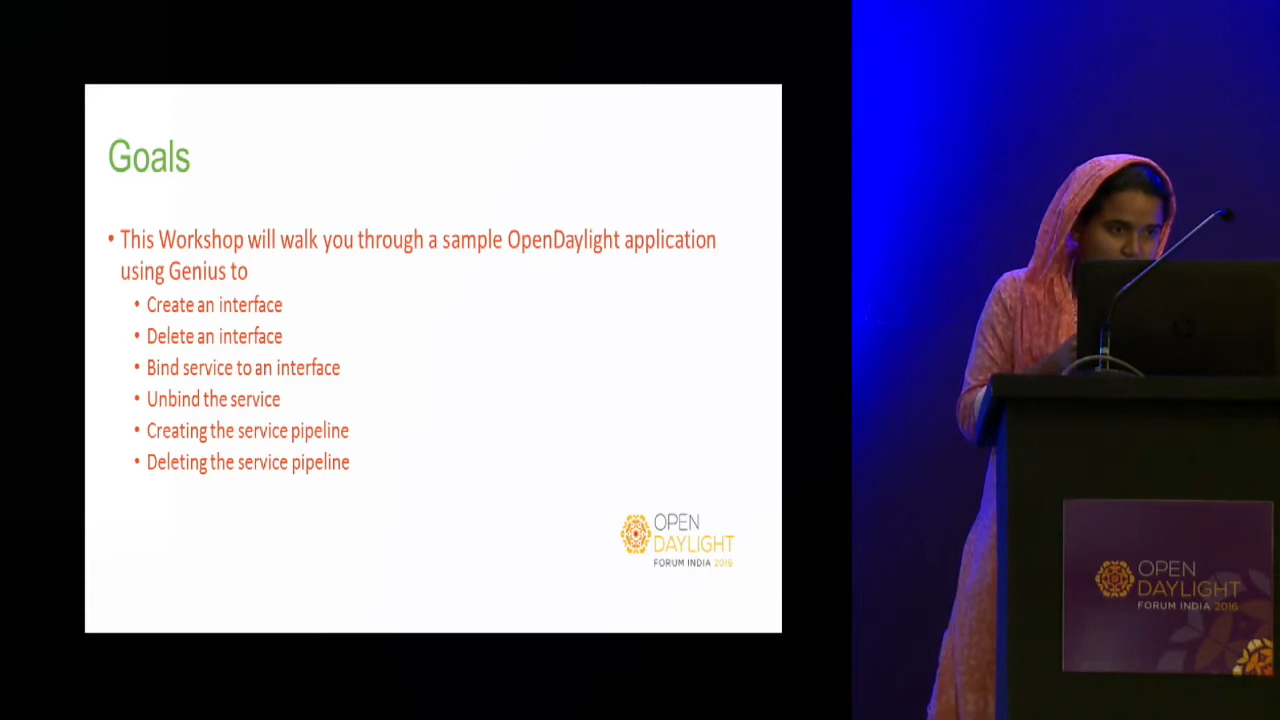 Goals
• This Workshop will walk you through a sample OpenDaylight application
using Genius to
• Create an interface
• Delete an interface
• Bind service to an interface
• Unbind the service
• Creating the service pipeline
• Deleting the service pipeline
OPEN
DAYLIGHT
FORUM INDIA 2016
OPEN
DAYLIGHT
FORUM INDIA 2016